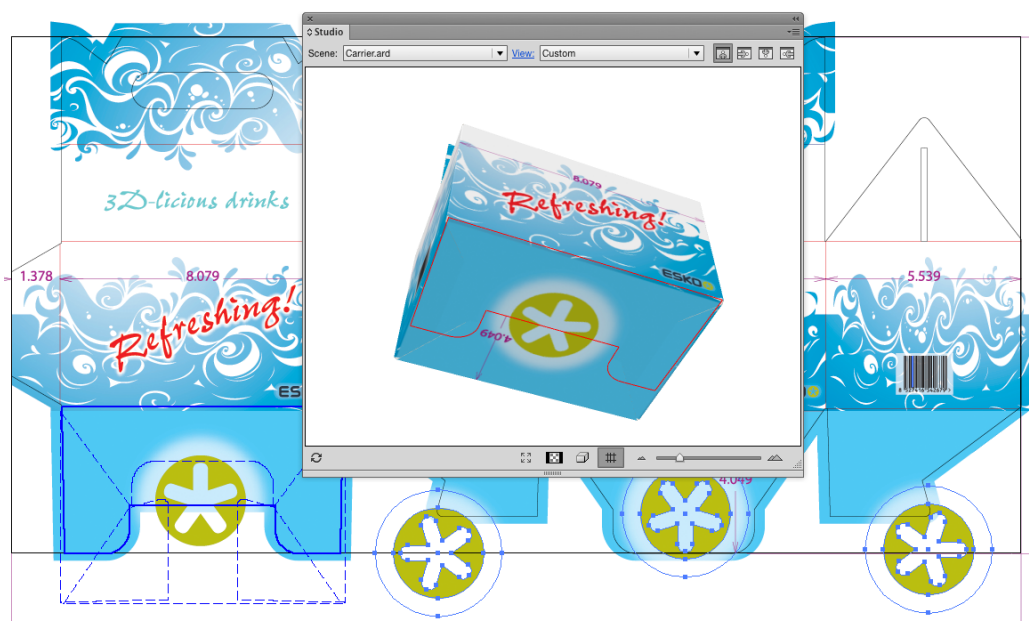 Studio
Scene: Carrier.ard View: Custom
3D-licious drinks
8.079
Refreshing!
ESKO
4.049
1.378
8.079
5.539
Refreshing!
ES
4.049